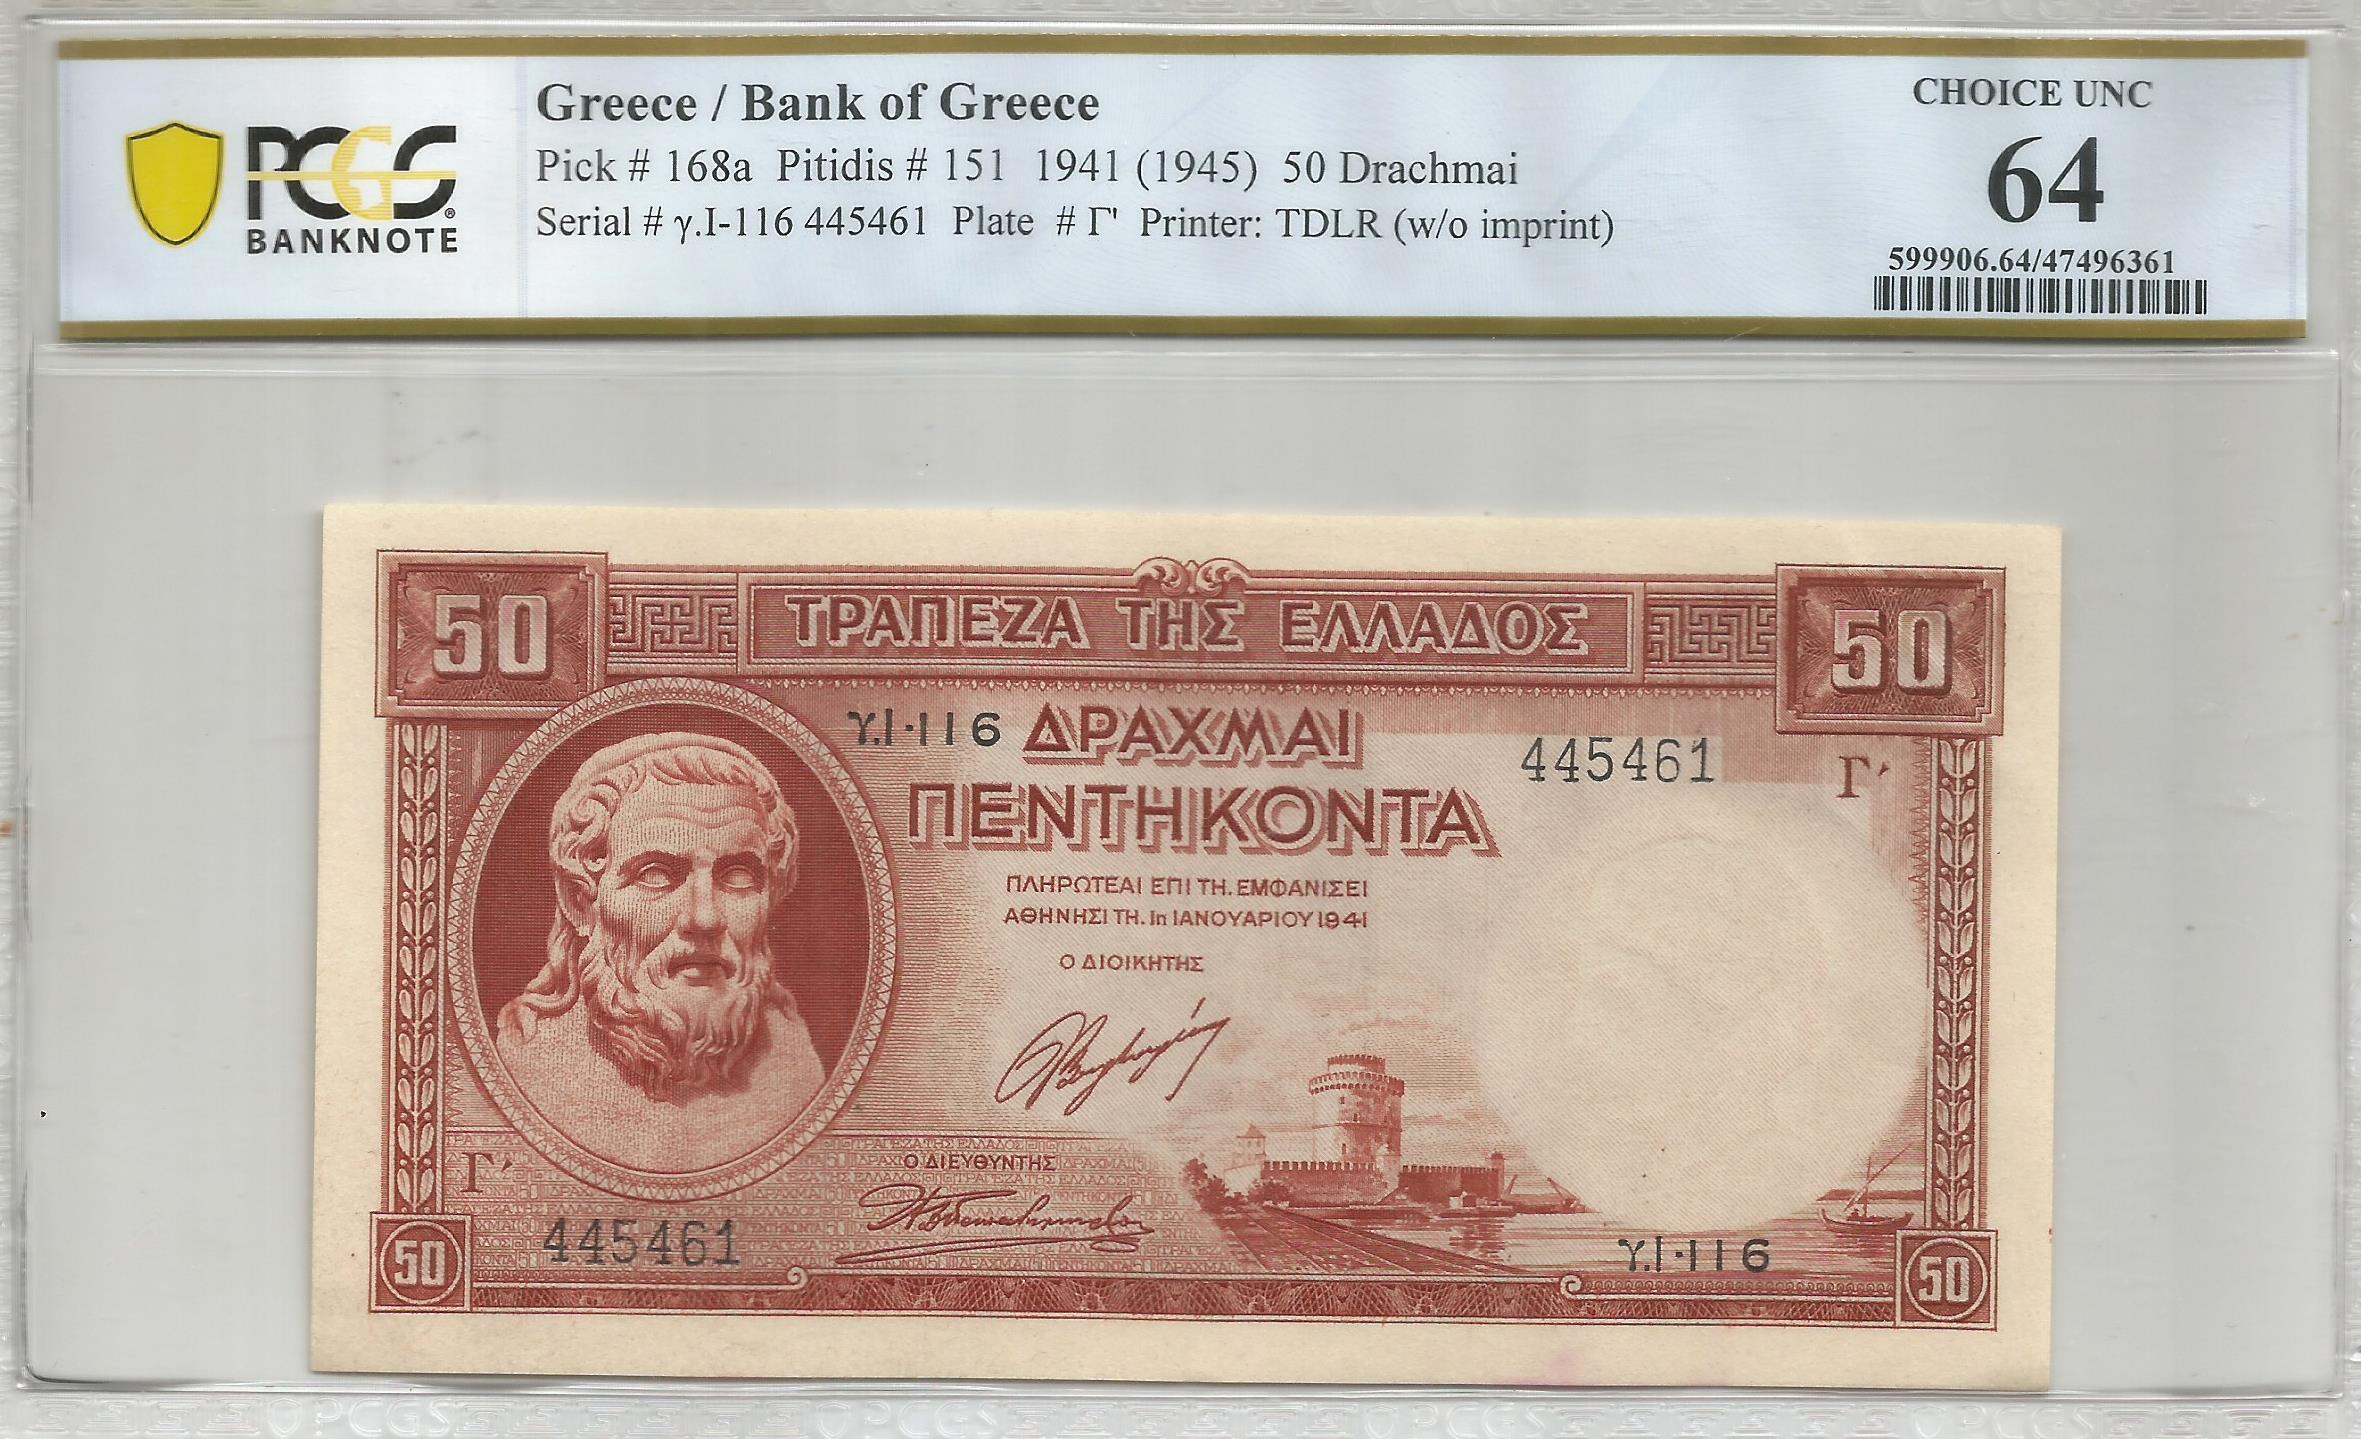 Greece / Bank of Greece
Pick # 168a Pitidis # 151 1941 (1945) 50 Drachmai
Serial # γ.I-116 445461 Plate # Γ' Printer: TDLR (w/o imprint)
PCGS
BANKNOTE
CHOICE UNC
64
599906.64/47496361
50
ΤΡΑΠΕΖΑ ΤΗΣ ΕΛΛΑΔΟΣ
50
γ.Ι·116
ΔΡΑΧΜΑΙ
445461
Γ´
ΠΕΝΤΗΚΟΝΤΑ
ΠΛΗΡΩΤΕΑΙ ΕΠΙ ΤΗ. ΕΜΦΑΝΙΣΕΙ
ΑΘΗΝΗΣΙ ΤΗ. 1η ΙΑΝΟΥΑΡΙΟΥ 1941
Ο ΔΙΟΙΚΗΤΗΣ
Ο ΔΙΕΥΘΥΝΤΗΣ
Γ´
445461
γ.Ι·116
50
50
PCGS